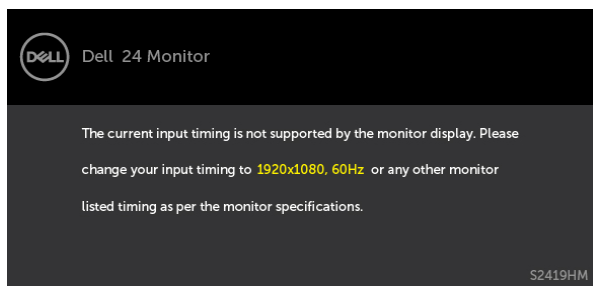 DELL
Dell 24 Monitor
The current input timing is not supported by the monitor display. Please
change your input timing to 1920x1080, 60Hz or any other monitor
listed timing as per the monitor specifications.
S2419HM